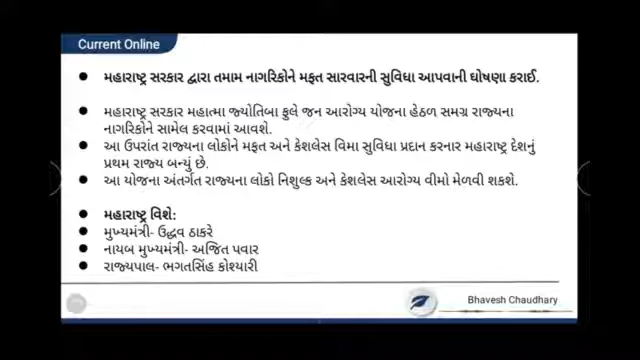 Current Online
મહારાષ્ટ્ર સરકાર દ્વારા તમામ નાગરિકોને મફત સારવારની સુવિધા આપવાની ઘોષણા કરાઈ.
મહારાષ્ટ્ર સરકાર મહાત્મા જ્યોતિબા ફુલે જન આરોગ્ય યોજના હેઠળ સમગ્ર રાજ્યના
નાગરિકોને સામેલ કરવામાં આવશે.
આ ઉપરાંત રાજ્યના લોકોને મફત અને કેશલેસ વિમા સુવિધા પ્રદાન કરનાર મહારાષ્ટ્ર દેશનું
પ્રથમ રાજ્ય બન્યું છે.
આ યોજના અંતર્ગત રાજ્યના લોકો નિશુલ્ક અને કેશલેસ આરોગ્ય વીમો મેળવી શકશે.
મહારાષ્ટ્ર વિશે:
મુખ્યમંત્રી- ઉદ્ધવ ઠાકરે
નાયબ મુખ્યમંત્રી- અજિત પવાર
રાજ્યપાલ- ભગતસિંહ કોશ્યારી
Bhavesh Chaudhary